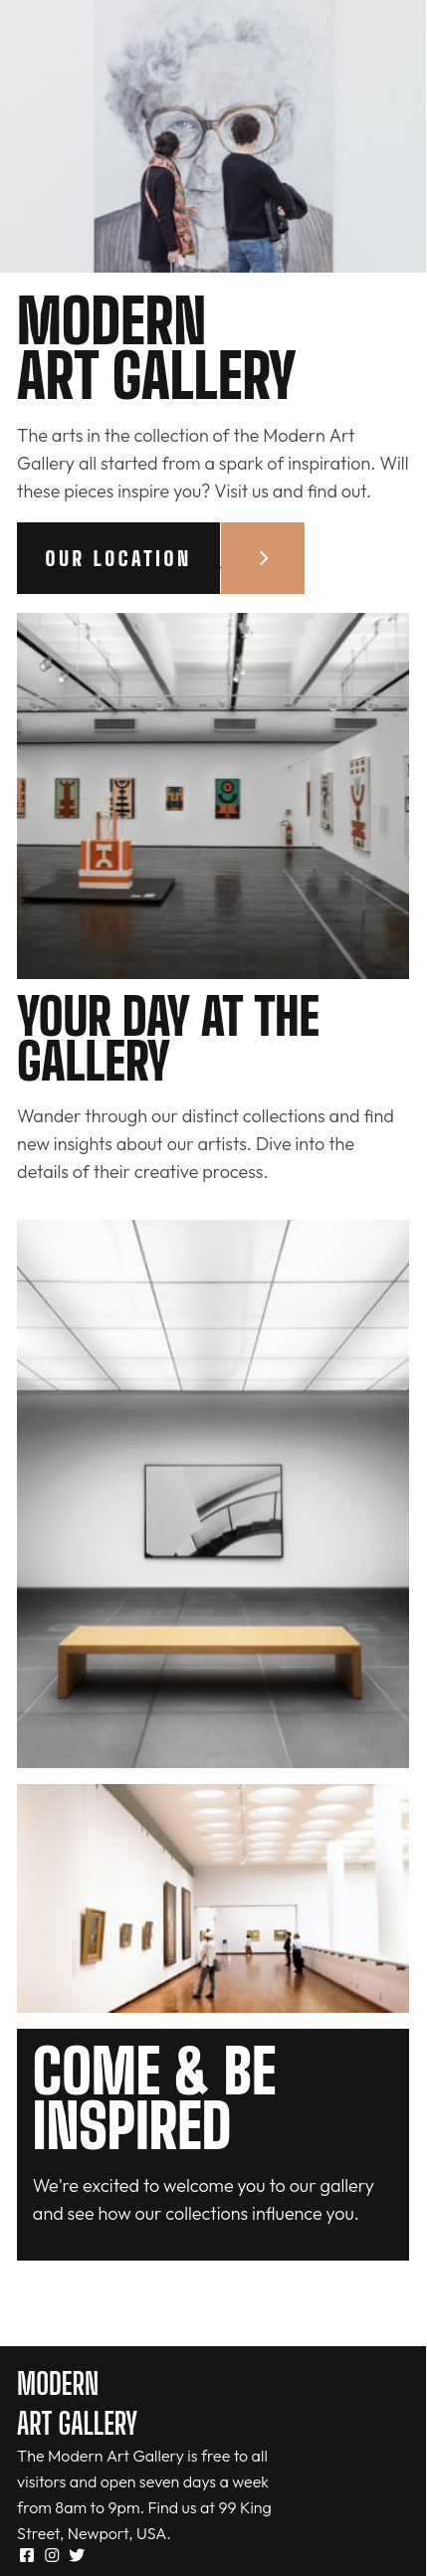 MODERN
ART GALLERY
The arts in the collection of the Modern Art
Gallery all started from a spark of inspiration. Will
these pieces inspire you? Visit us and find out.
OUR LOCATION
YOUR DAY AT THE
GALLERY
Wander through our distinct collections and find
new insights about our artists. Dive into the
details of their creative process.
COME & BE
INSPIRED
We're excited to welcome you to our gallery
and see how our collections influence you.
MODERN
ART GALLERY
The Modern Art Gallery is free to all
visitors and open seven days a week
from 8am to 9pm. Find us at 99 King
Street, Newport, USA.